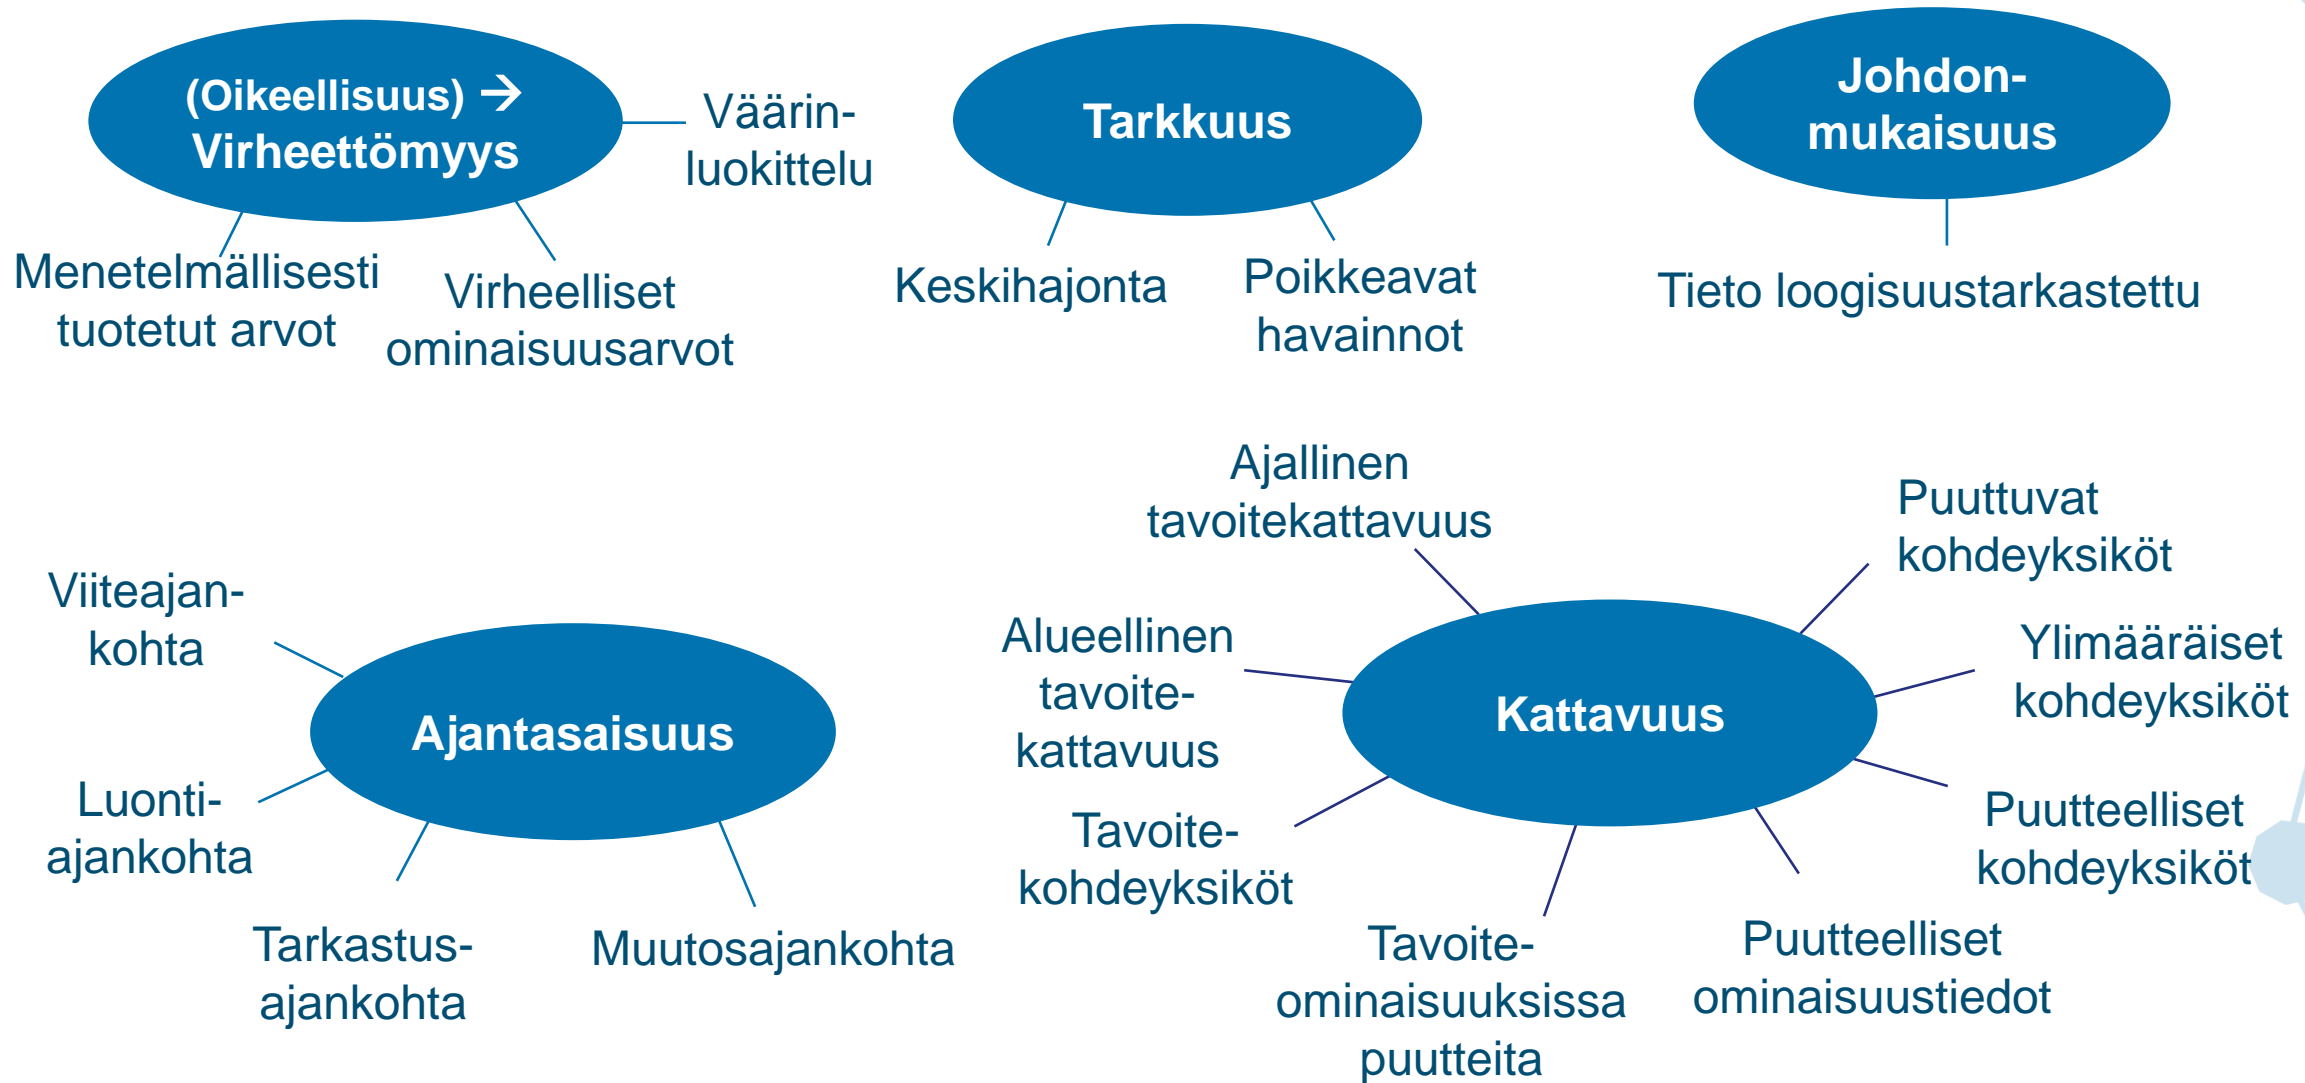 (Oikeellisuus) →
Virheettömyys
Väärin-
luokittelu
Menetelmällisesti
tuotetut arvot
Virheelliset
ominaisuusarvot
Tarkkuus
Keskihajonta
Poikkeavat
havainnot
Johdon-
mukaisuus
Tieto loogisuustarkastettu
Viiteajan-
kohta
Ajantasaisuus
Luonti-
ajankohta
Tarkastus-
ajankohta
Muutosajankohta
Ajallinen
tavoitekattavuus
Puuttuvat
kohdeyksiköt
Alueellinen
tavoite-
kattavuus
Kattavuus
Ylimääräiset
kohdeyksiköt
Tavoite-
kohdeyksiköt
Puutteelliset
kohdeyksiköt
Tavoite-
ominaisuuksissa
puutteita
Puutteelliset
ominaisuustiedot